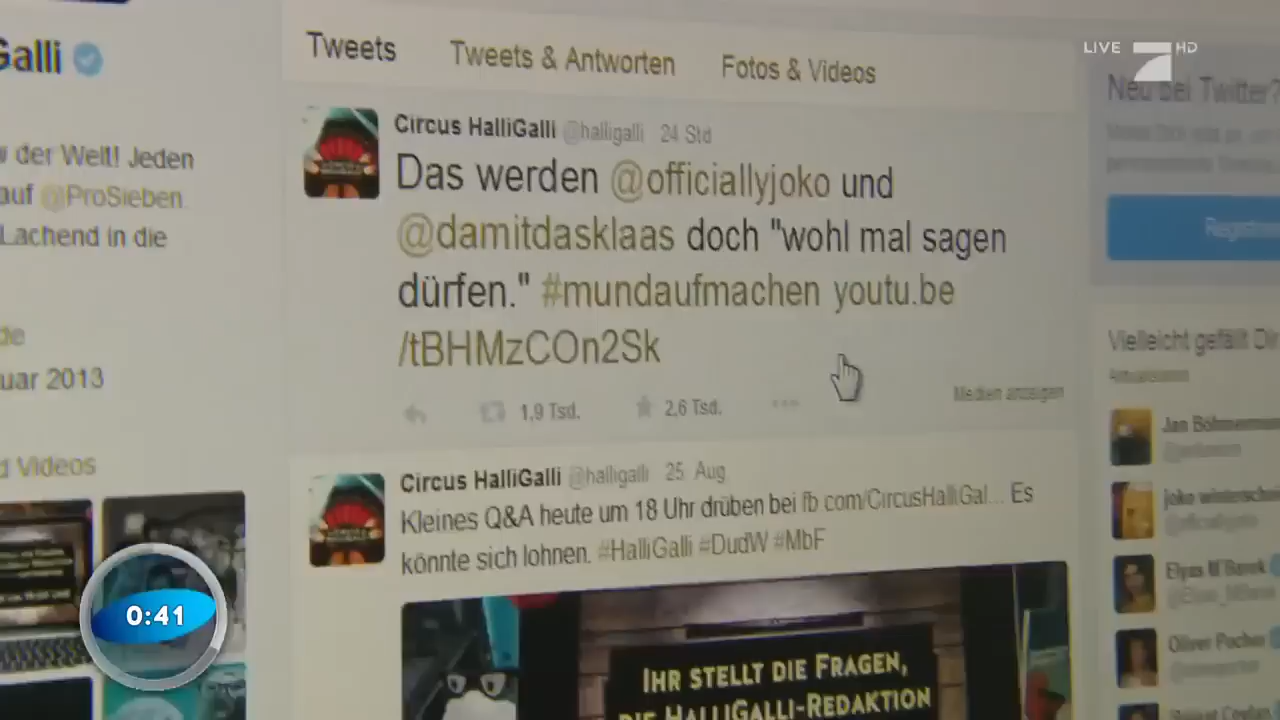 Galli
der Welt! Jeden
auf @ProSieben
Lachend in die
de
uar 2013
d Videos
0:41
Tweets
Tweets & Antworten
Fotos & Videos
Circus HalliGalli @halligalli 24 Std
Das werden @officiallyjoko und
@damitdasklaas doch "wohl mal sagen
dürfen." #mundaufmachen youtu.be
/tBHMzCOn2Sk
1,9 Tsd.
2,6 Tsd.
Medien anzeigen
Circus HalliGalli @halligalli 25 Aug
Kleines Q&A heute um 18 Uhr drüben bei fb com/CircusHalliGal... Es
könnte sich lohnen. #HalliGalli #DudW #MbF
IHR STELLT DIE FRAGEN,
DIE HALLIGALLI-REDAKTION
LIVE 7 HD
Neu bei Twitter?
Vielleicht gefällt Dir
Jan Böhmermann
joko winterschei
Elyas M'Barek
Oliver Pocher